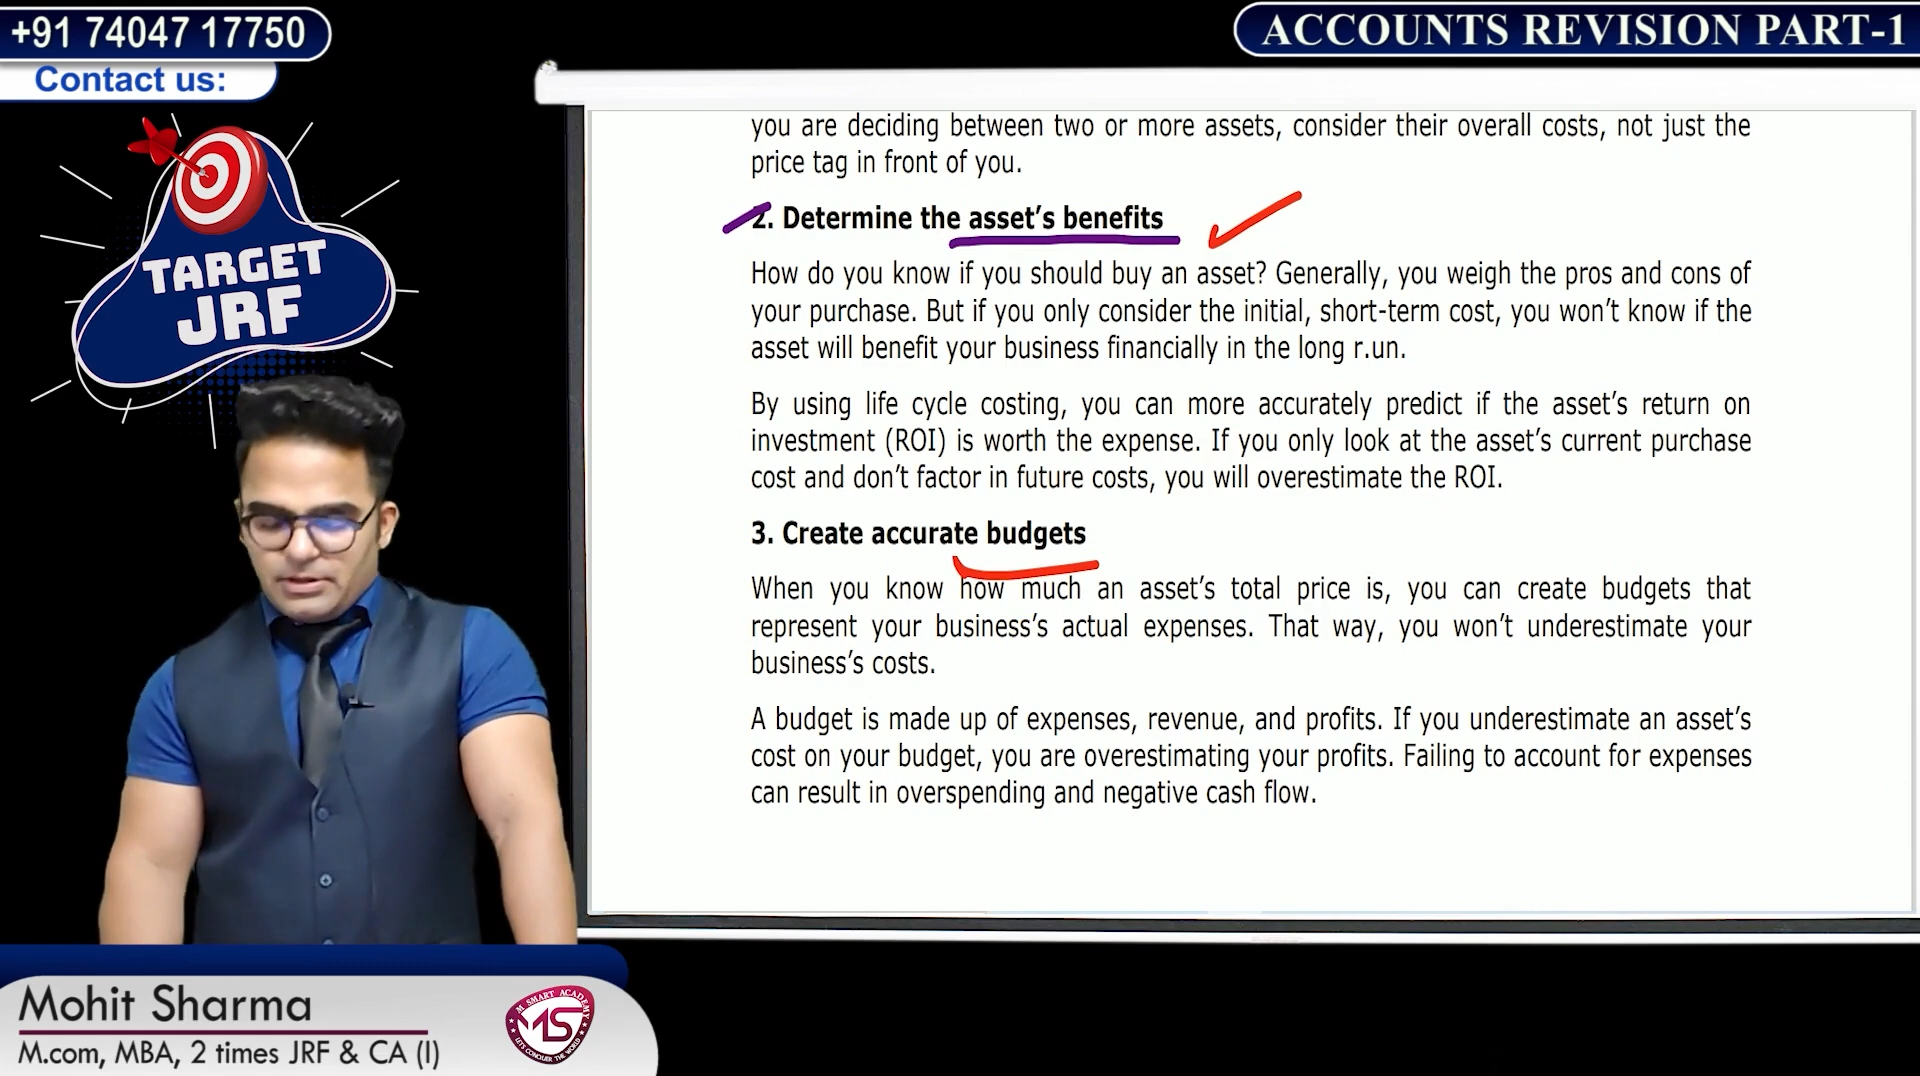 +91 74047 17750
Contact us:
ACCOUNTS REVISION PART-1
TARGET
JRF
you are deciding between two or more assets, consider their overall costs, not just the
price tag in front of you.
2. Determine the asset’s benefits
How do you know if you should buy an asset? Generally, you weigh the pros and cons of
your purchase. But if you only consider the initial, short-term cost, you won’t know if the
asset will benefit your business financially in the long r.un.
By using life cycle costing, you can more accurately predict if the asset’s return on
investment (ROI) is worth the expense. If you only look at the asset’s current purchase
cost and don’t factor in future costs, you will overestimate the ROI.
3. Create accurate budgets
When you know how much an asset’s total price is, you can create budgets that
represent your business’s actual expenses. That way, you won’t underestimate your
business’s costs.
A budget is made up of expenses, revenue, and profits. If you underestimate an asset’s
cost on your budget, you are overestimating your profits. Failing to account for expenses
can result in overspending and negative cash flow.
Mohit Sharma
M.com, MBA, 2 times JRF & CA (I)
M SMART ACADEMY
MS
LET'S CONQUER THE WORLD